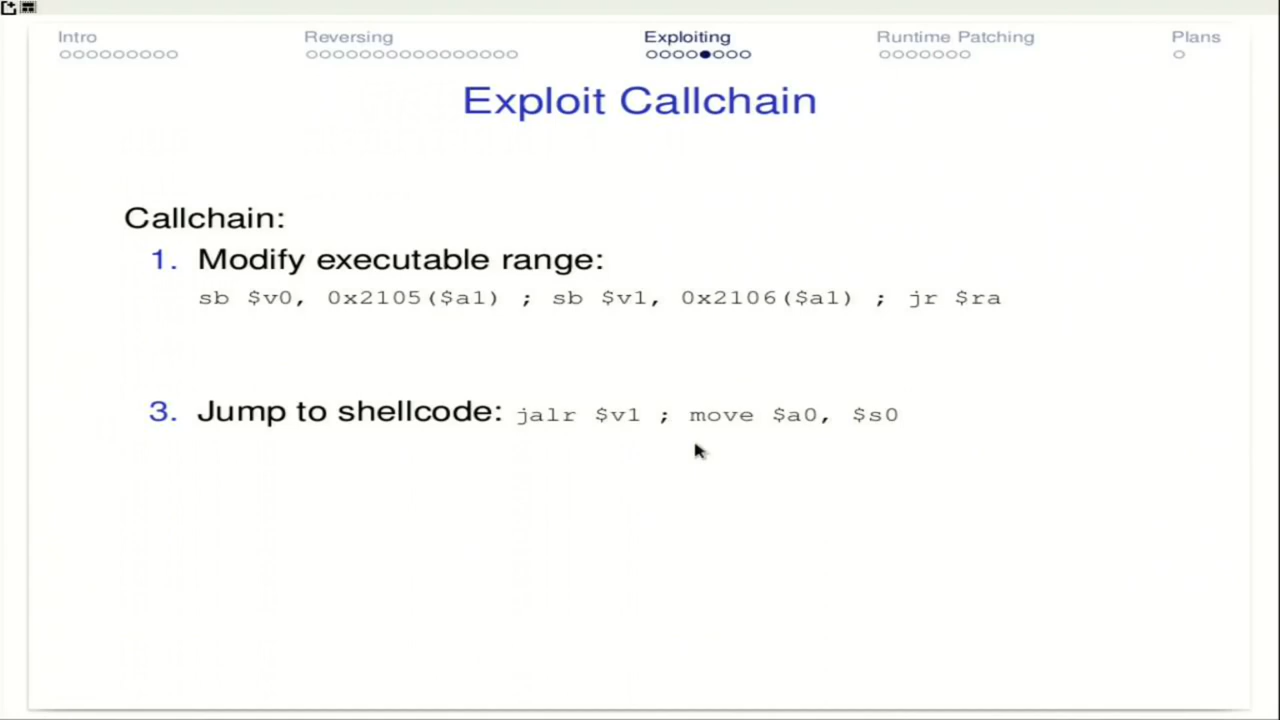 Intro Reversing Exploiting Runtime Patching Plans
Exploit Callchain
Callchain:
1. Modify executable range:
sb $v0, 0x2105($a1) ; sb $v1, 0x2106($a1) ; jr $ra
3. Jump to shellcode: jalr $v1 ; move $a0, $s0